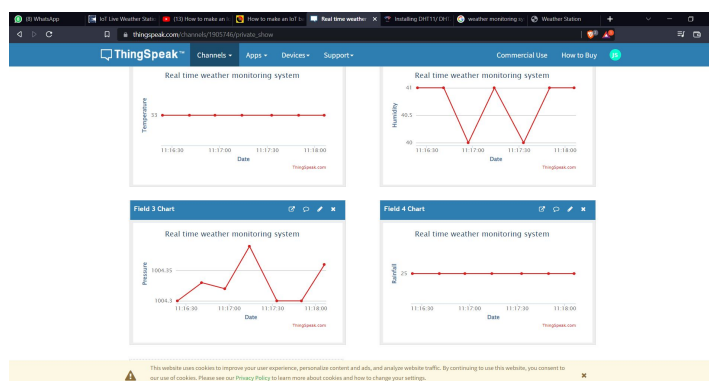 (8) WhatsApp
IoT Live Weather Stati
(13) How to make an
How to make an IoT b
Real time weather
Installing DHT11/ DHT
weather monitoring sy
Weather Station
thingspeak.com/channels/1905746/private_show
ThingSpeak™
Channels
Apps
Devices
Support
Commercial Use
How to Buy
Real time weather monitoring system
Temperature
33
11:16:30 11:17:00 11:17:30 11:18:00
Date
ThingSpeak.com
Real time weather monitoring system
Humidity
41
40.5
40
11:16:30 11:17:00 11:17:30 11:18:00
Date
ThingSpeak.com
Field 3 Chart
Real time weather monitoring system
Pressure
1004.35
1004.3
11:16:30 11:17:00 11:17:30 11:18:00
Date
ThingSpeak.com
Field 4 Chart
Real time weather monitoring system
Rainfall
25
11:16:30 11:17:00 11:17:30 11:18:00
Date
ThingSpeak.com
This website uses cookies to improve your user experience, personalize content and ads, and analyze website traffic. By continuing to use this website, you consent to
our use of cookies. Please see our Privacy Policy to learn more about cookies and how to change your settings.